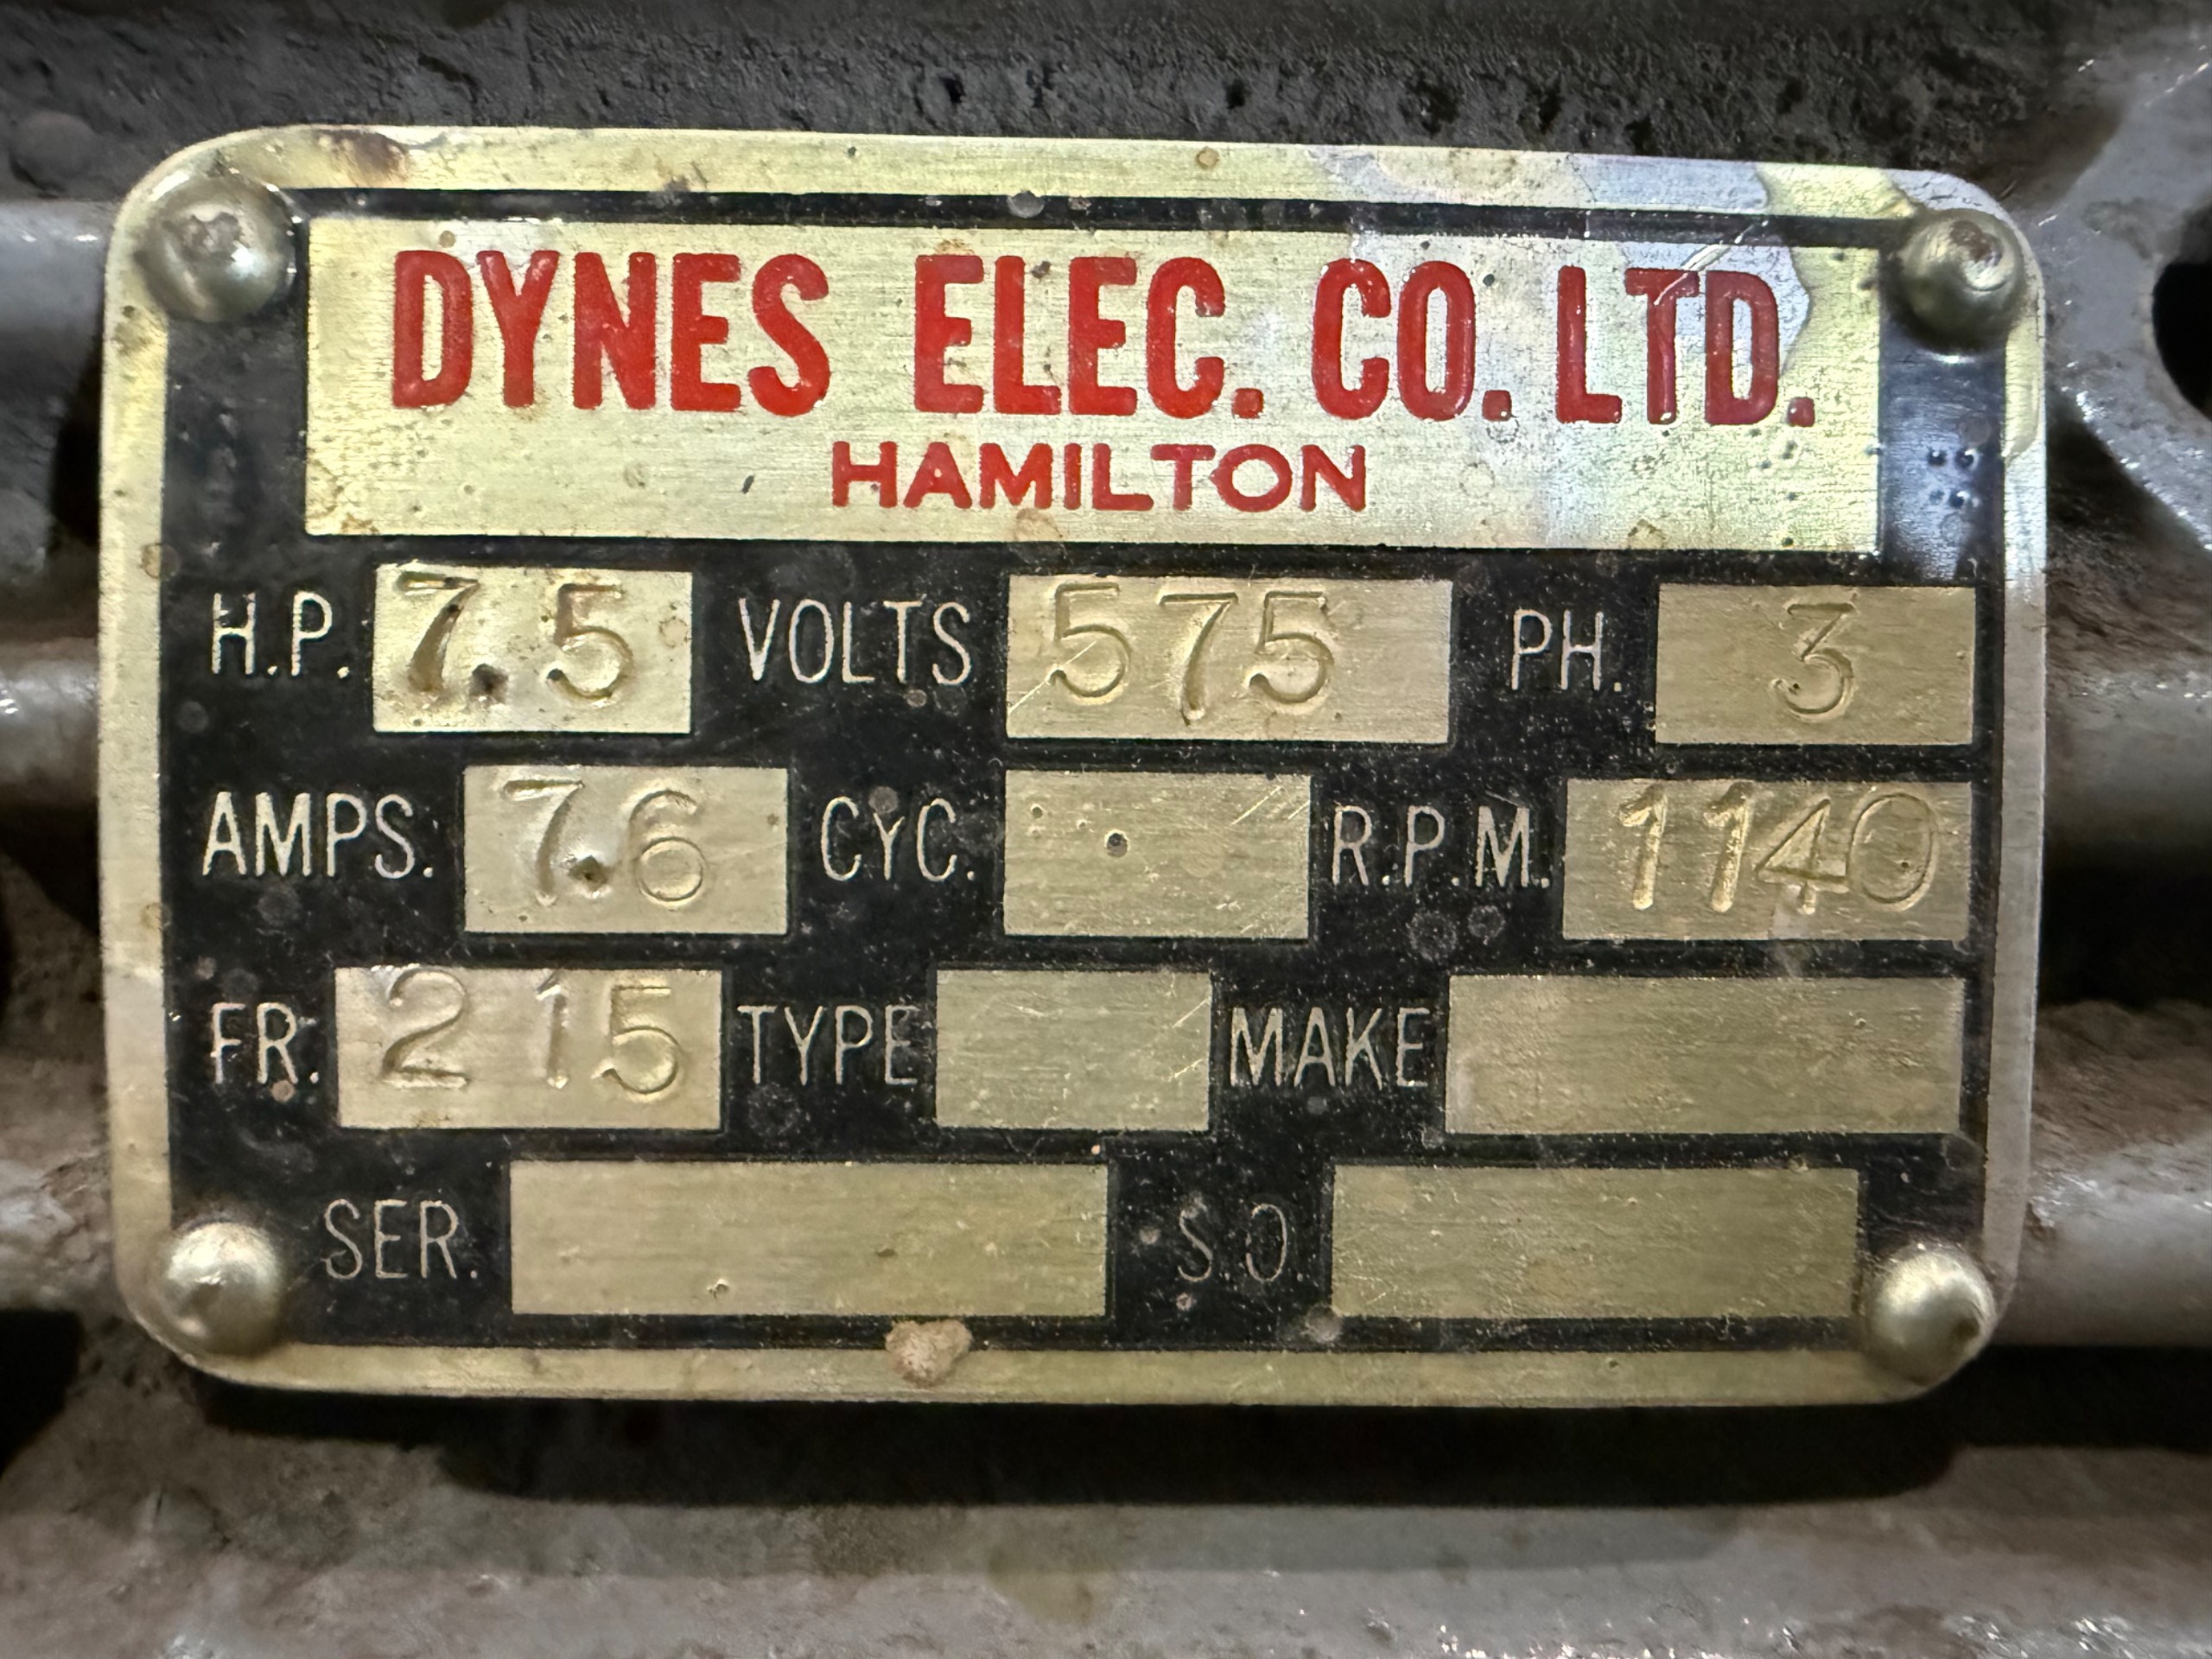 DYNES ELEC. CO. LTD.
HAMILTON
H.P. 7.5 VOLTS 575 PH. 3
AMPS. 7.6 CYC. R.P.M. 1140
FR. 215 TYPE MAKE
SER. S.O.